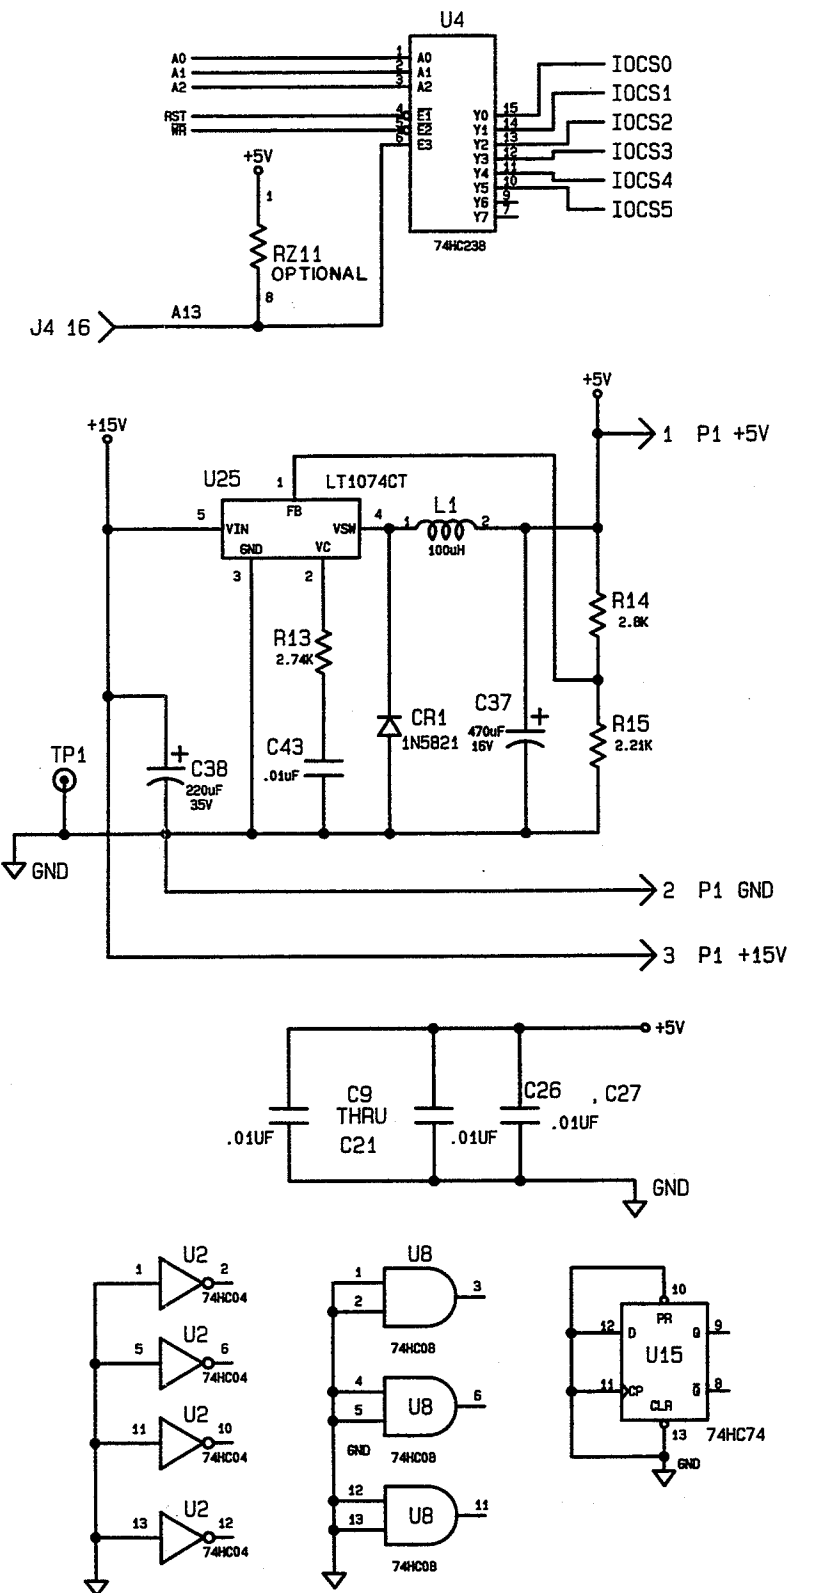 U4
A0 1 A0
A1 2 A1
A2 3 A2
RST 4 E1
WR 5 E2
6 E3
Y0 15 IOCS0
Y1 14 IOCS1
Y2 13 IOCS2
Y3 12 IOCS3
Y4 11 IOCS4
Y5 10 IOCS5
Y6 9
Y7 7
74HC238
+5V
1
RZ11
OPTIONAL
8
A13
J4 16
+5V
1 P1 +5V
+15V
U25 1 LT1074CT
FB
5 VIN VSW 4
GND VC
3 2
L1
1 2
100uH
R14
2.8K
R13
2.74K
R15
2.21K
C37 +
470uF
16V
CR1
1N5821
C43
.01uF
+ C38
220uF
35V
TP1
GND
2 P1 GND
3 P1 +15V
+5V
C9
THRU
C21
.01UF
.01UF
C26 , C27
.01UF
GND
U2
1 2
74HC04
U2
5 6
74HC04
U2
11 10
74HC04
U2
13 12
74HC04
U8
1
2
3
74HC08
4
5
U8
6
GND
74HC08
12
13
U8
11
74HC08
10
PR
12 D Q 9
U15
11 CP Q 8
CLR
13
74HC74
GND